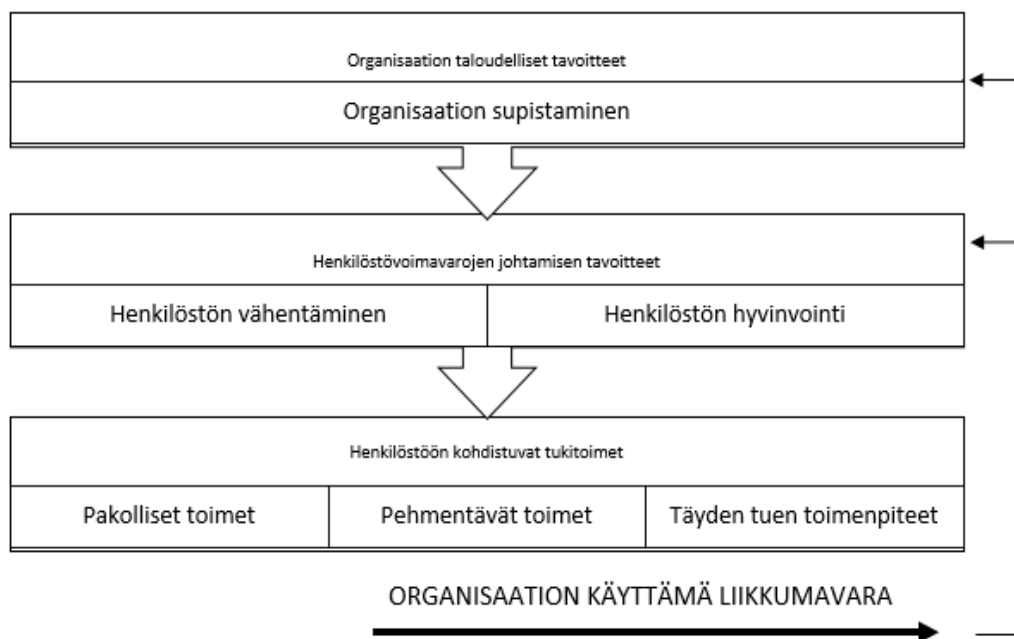 Organisaation taloudelliset tavoitteet
Organisaation supistaminen
Henkilöstövoimavarojen johtamisen tavoitteet
Henkilöstön vähentäminen
Henkilöstön hyvinvointi
Henkilöstöön kohdistuvat tukitoimet
Pakolliset toimet
Pehmentävät toimet
Täyden tuen toimenpiteet
ORGANISAATION KÄYTTÄMÄ LIIKKUMAVARA